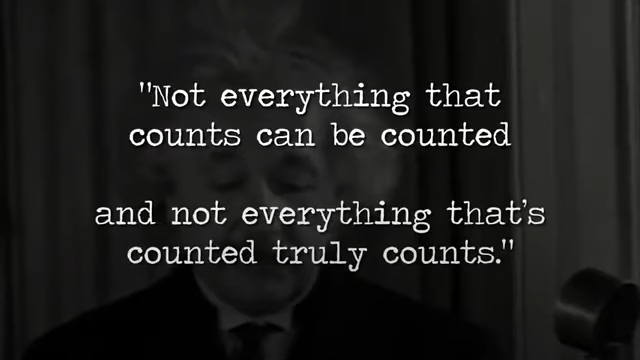 "Not everything that
counts can be counted
and not everything that's
counted truly counts."